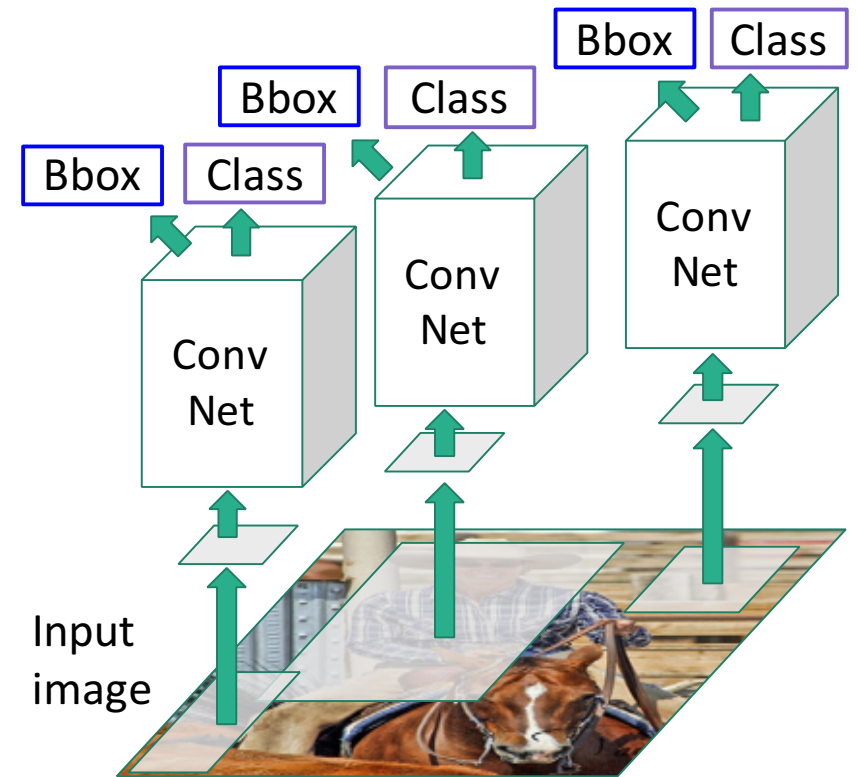 Bbox Class
Bbox Class
Bbox Class
Conv
Net
Conv
Net
Conv
Net
Input
image